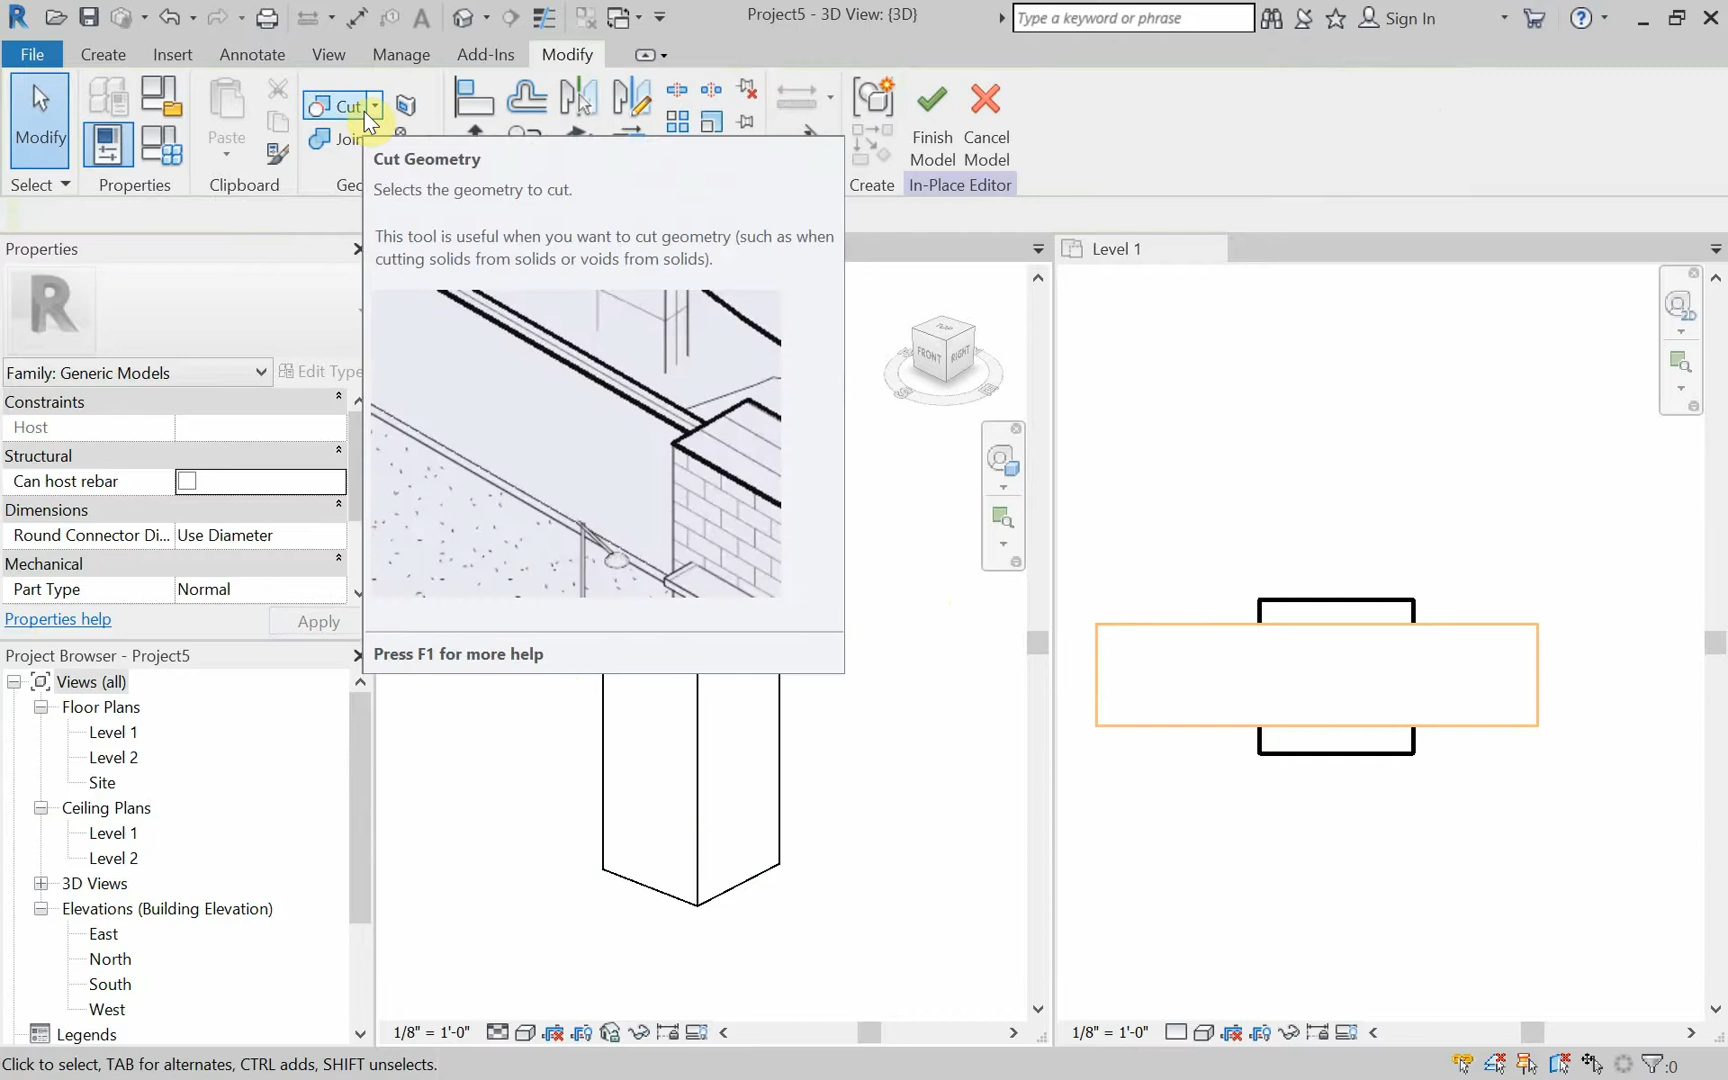 Project5 - 3D View: {3D}
Type a keyword or phrase
Sign In
File
Create
Insert
Annotate
View
Manage
Add-Ins
Modify
Modify
Paste
Cut
Join
Finish
Model
Cancel
Model
Select
Properties
Clipboard
Geo
Create
In-Place Editor
Cut Geometry
Selects the geometry to cut.
This tool is useful when you want to cut geometry (such as when
cutting solids from solids or voids from solids).
Press F1 for more help
Properties
Family: Generic Models
Edit Type
Constraints
Host
Structural
Can host rebar
Dimensions
Round Connector Di... Use Diameter
Mechanical
Part Type Normal
Properties help
Apply
Project Browser - Project5
Views (all)
Floor Plans
Level 1
Level 2
Site
Ceiling Plans
Level 1
Level 2
3D Views
Elevations (Building Elevation)
East
North
South
West
Legends
FRONT
RIGHT
Level 1
2D
1/8" = 1'-0"
1/8" = 1'-0"
Click to select, TAB for alternates, CTRL adds, SHIFT unselects.
:0